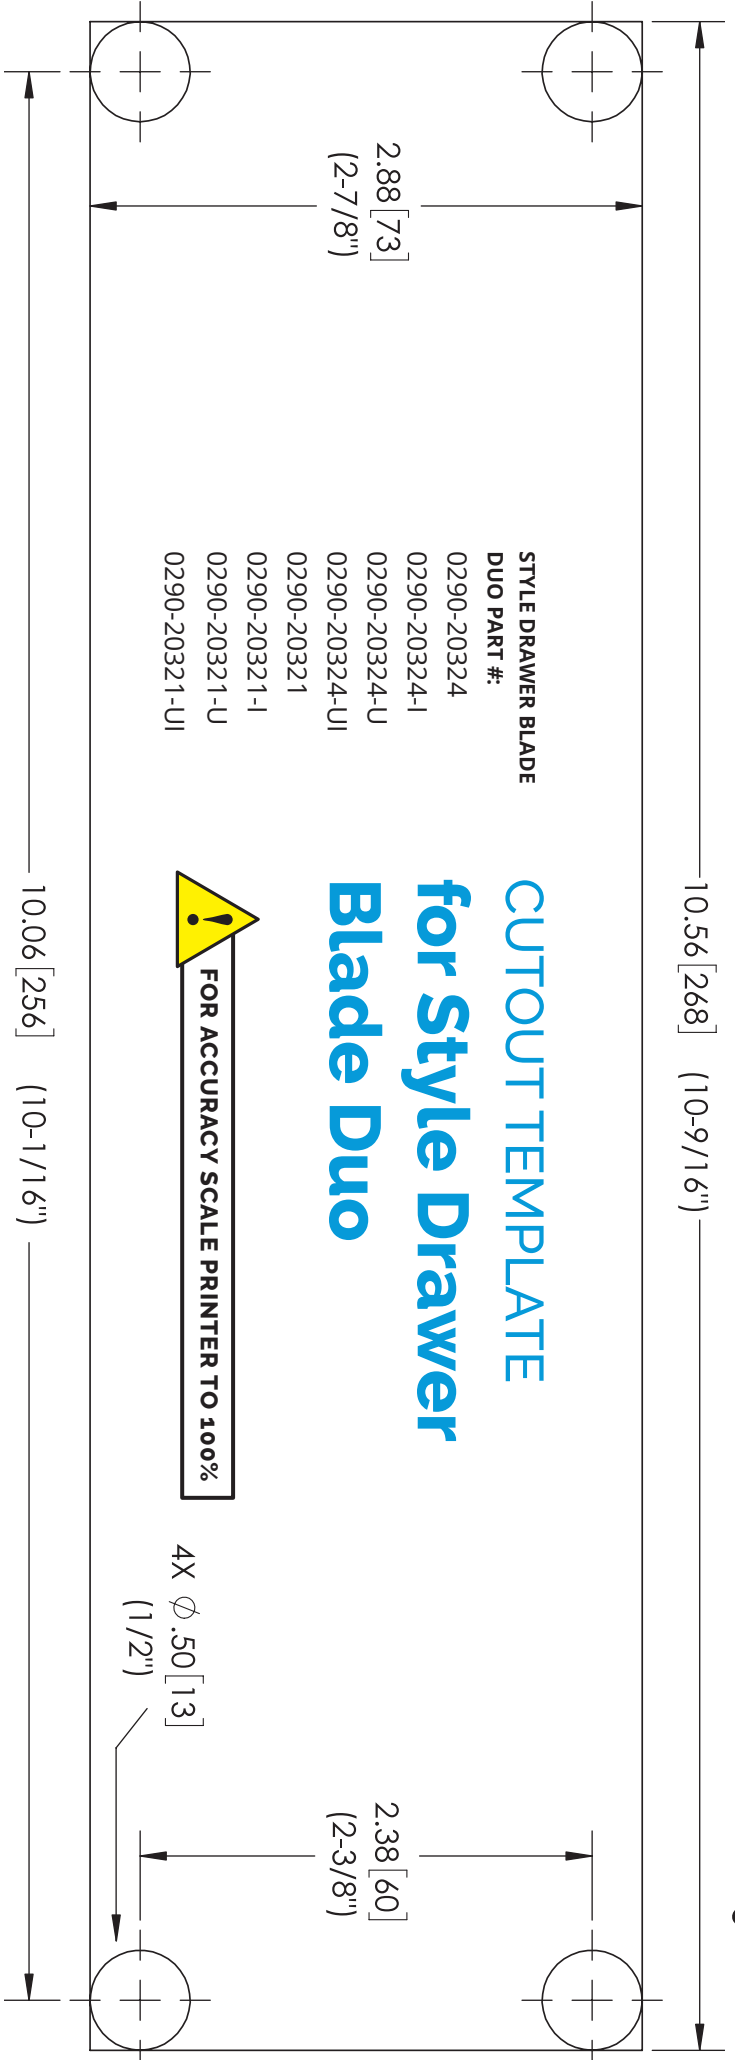 10.56[268] (10-9/16")
2.88[73]
(2-7/8")
STYLE DRAWER BLADE
DUO PART #:
0290-20324
0290-20324-I
0290-20324-U
0290-20324-UI
0290-20321
0290-20321-I
0290-20321-U
0290-20321-UI
CUTOUT TEMPLATE
for Style Drawer
Blade Duo
! FOR ACCURACY SCALE PRINTER TO 100%
4X Ø .50[13]
(1/2")
2.38[60]
(2-3/8")
10.06[256] (10-1/16")